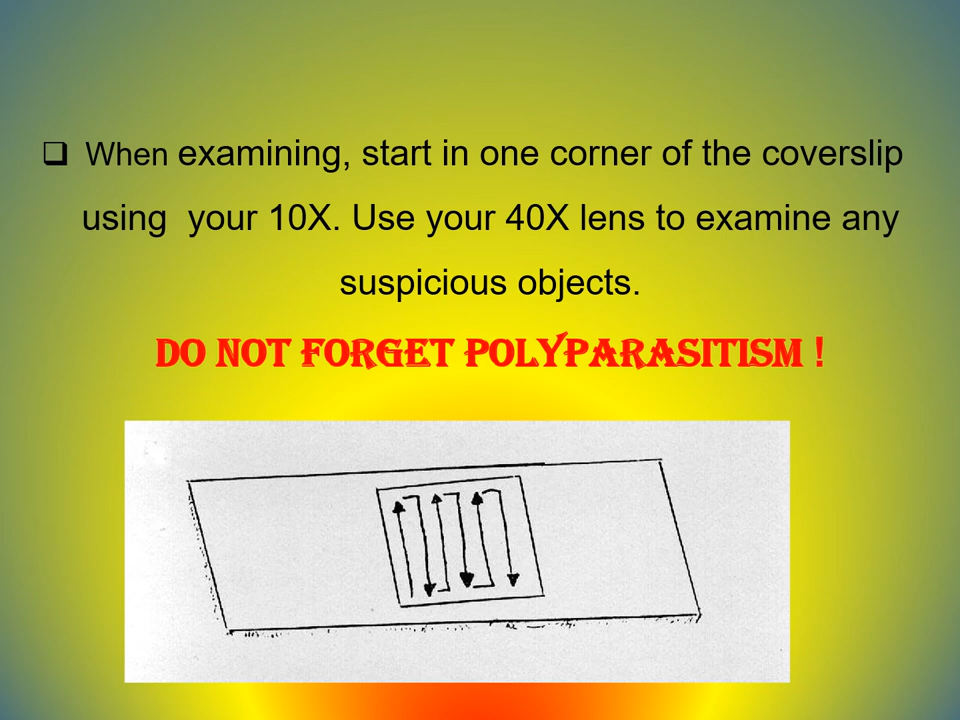 ❑ When examining, start in one corner of the coverslip
using  your 10X. Use your 40X lens to examine any
suspicious objects.
DO NOT FORGET POLYPARASITISM !